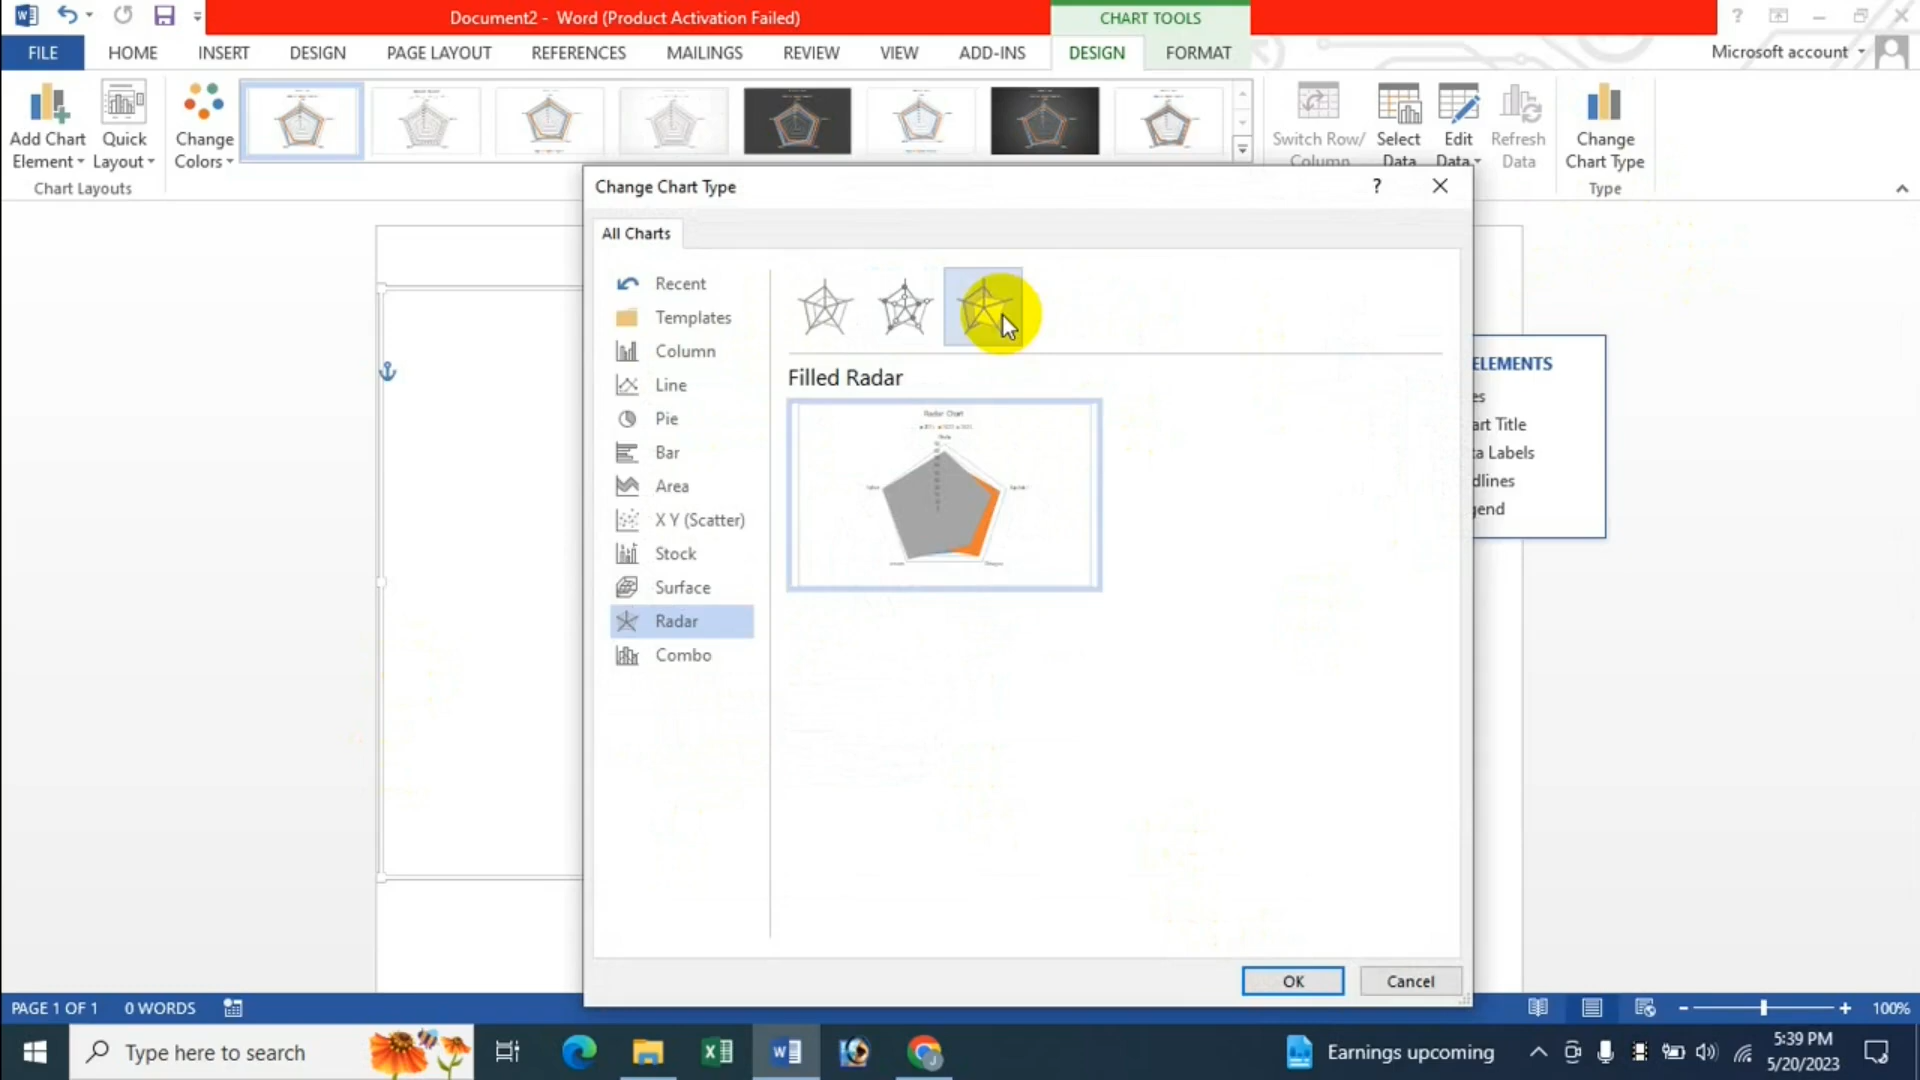 Document2 - Word (Product Activation Failed)
CHART TOOLS
?
FILE
HOME
INSERT
DESIGN
PAGE LAYOUT
REFERENCES
MAILINGS
REVIEW
VIEW
ADD-INS
DESIGN
FORMAT
Microsoft account
Add Chart
Element
Quick
Layout
Change
Colors
Switch Row/
Column
Select
Data
Edit
Data
Refresh
Data
Change
Chart Type
Chart Layouts
Type
Change Chart Type
?
All Charts
Recent
Templates
Column
Line
Pie
Bar
Area
X Y (Scatter)
Stock
Surface
Radar
Combo
Filled Radar
Radar Chart
ELEMENTS
es
art Title
ta Labels
dlines
gend
OK
Cancel
PAGE 1 OF 1
0 WORDS
100%
Type here to search
Earnings upcoming
5:39 PM
5/20/2023